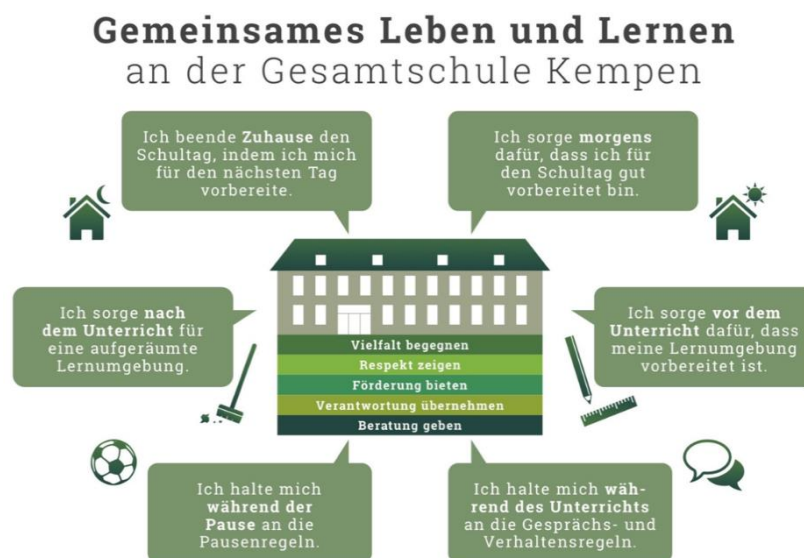 Gemeinsames Leben und Lernen
an der Gesamtschule Kempen
Ich beende Zuhause den
Schultag, indem ich mich
für den nächsten Tag
vorbereite.
Ich sorge morgens
dafür, dass ich für
den Schultag gut
vorbereitet bin.
Ich sorge nach
dem Unterricht für
eine aufgeräumte
Lernumgebung.
Ich sorge vor dem
Unterricht dafür, dass
meine Lernumgebung
vorbereitet ist.
Vielfalt begegnen
Respekt zeigen
Förderung bieten
Verantwortung übernehmen
Beratung geben
Ich halte mich
während der
Pause an die
Pausenregeln.
Ich halte mich wäh-
rend des Unterrichts
an die Gesprächs- und
Verhaltensregeln.